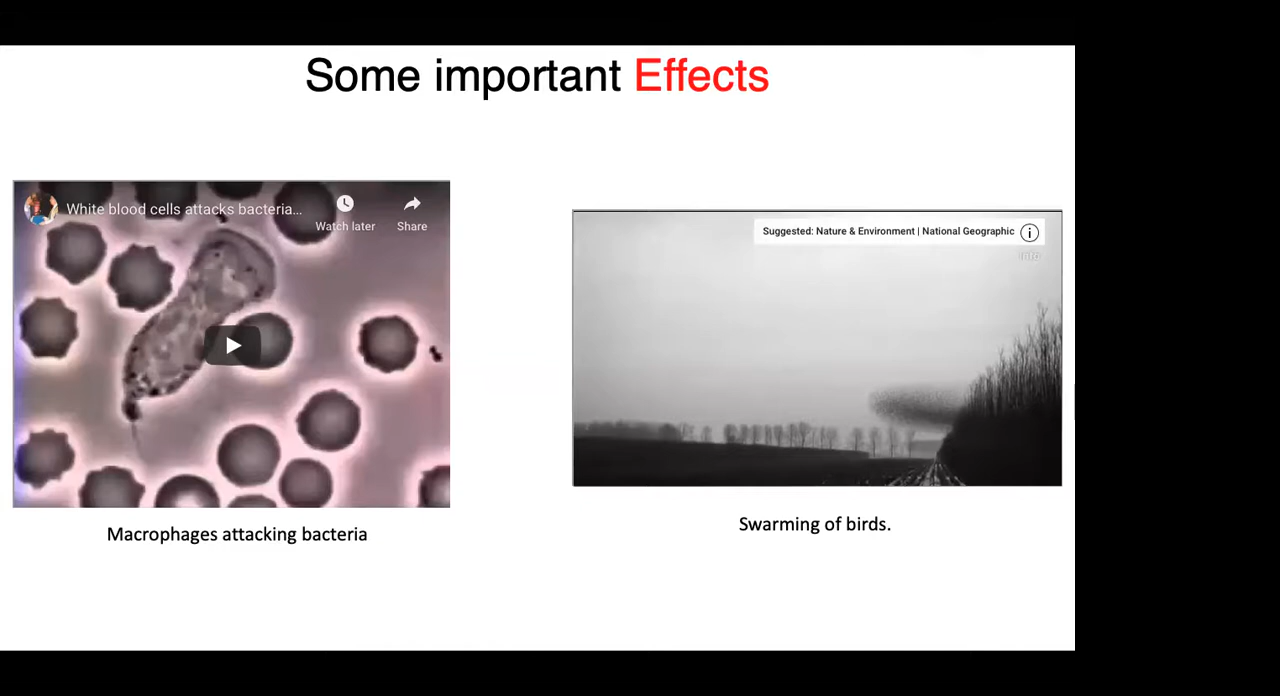 Some important Effects
White blood cells attacks bacteria...
Watch later
Share
Suggested: Nature & Environment | National Geographic
Info
Macrophages attacking bacteria
Swarming of birds.